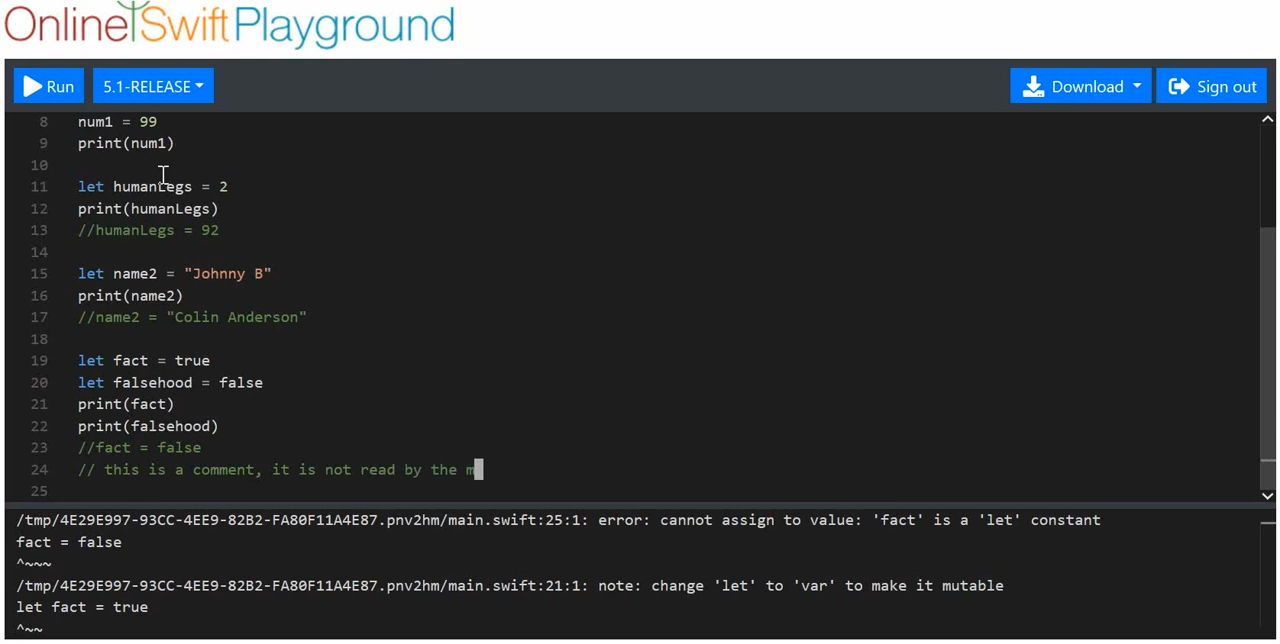 OnlineSwiftPlayground
Run
5.1-RELEASE
Download
Sign out
8 num1 = 99
9 print(num1)
10
11 let humanLegs = 2
12 print(humanLegs)
13 //humanLegs = 92
14
15 let name2 = "Johnny B"
16 print(name2)
17 //name2 = "Colin Anderson"
18
19 let fact = true
20 let falsehood = false
21 print(fact)
22 print(falsehood)
23 //fact = false
24 // this is a comment, it is not read by the m
25
/tmp/4E29E997-93CC-4EE9-82B2-FA80F11A4E87.pnv2hm/main.swift:25:1: error: cannot assign to value: 'fact' is a 'let' constant
fact = false
^~~~
/tmp/4E29E997-93CC-4EE9-82B2-FA80F11A4E87.pnv2hm/main.swift:21:1: note: change 'let' to 'var' to make it mutable
let fact = true
^~~